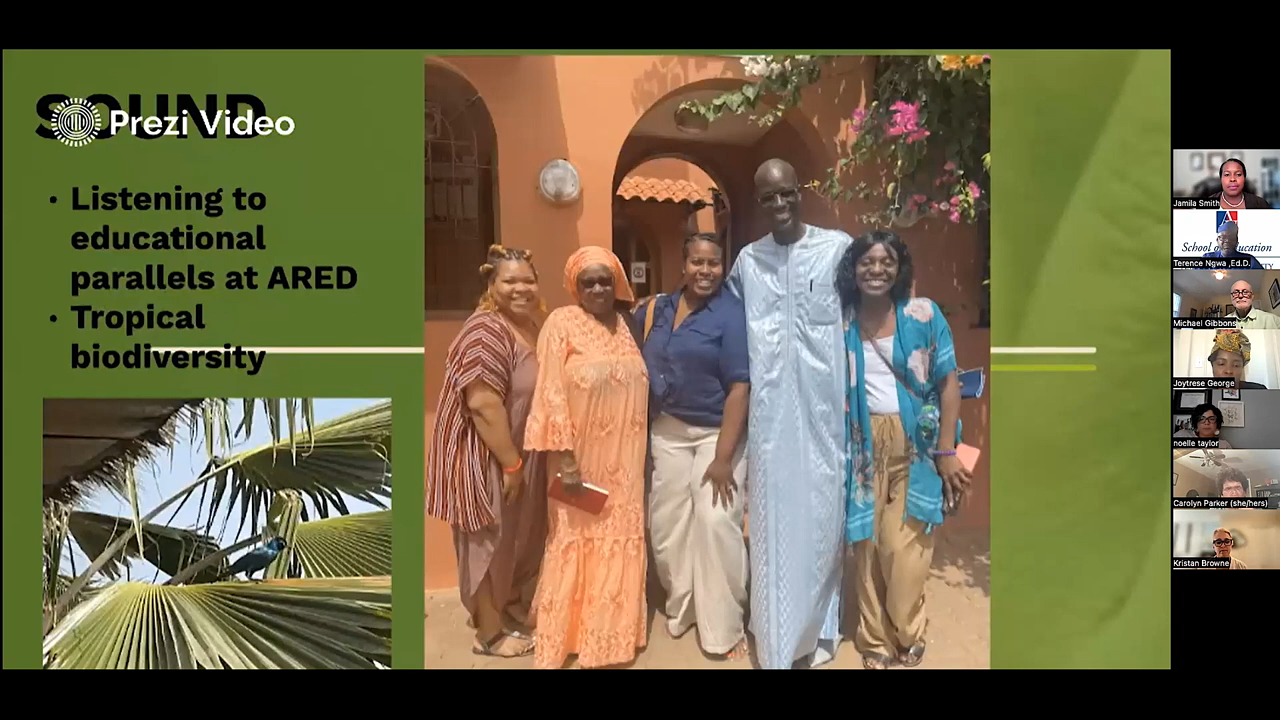 SOUND
Prezi Video
• Listening to
educational
parallels at ARED
• Tropical
biodiversity
Jamila Smith
School of Education
Terence Ngwa ,Ed.D.
Michael Gibbons
Joytrese George
noelle taylor
Carolyn Parker (she/hers)
Kristan Browne